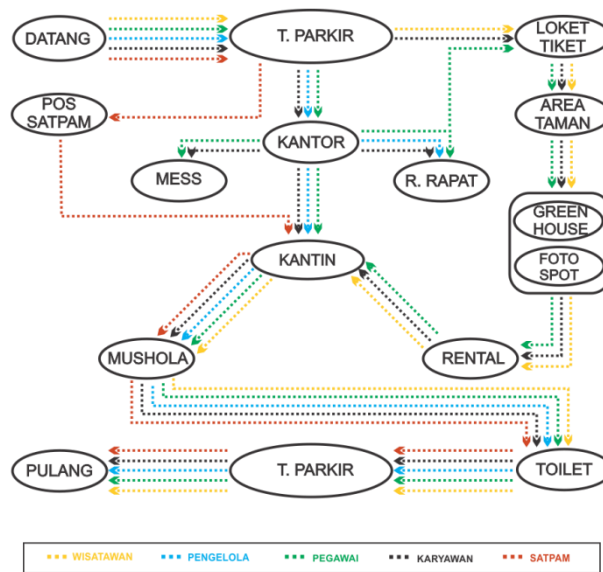 DATANG
T. PARKIR
LOKET
TIKET
POS
SATPAM
AREA
TAMAN
KANTOR
MESS
R. RAPAT
GREEN
HOUSE
FOTO
SPOT
KANTIN
MUSHOLA
RENTAL
PULANG
T. PARKIR
TOILET
WISATAWAN
PENGELOLA
PEGAWAI
KARYAWAN
SATPAM